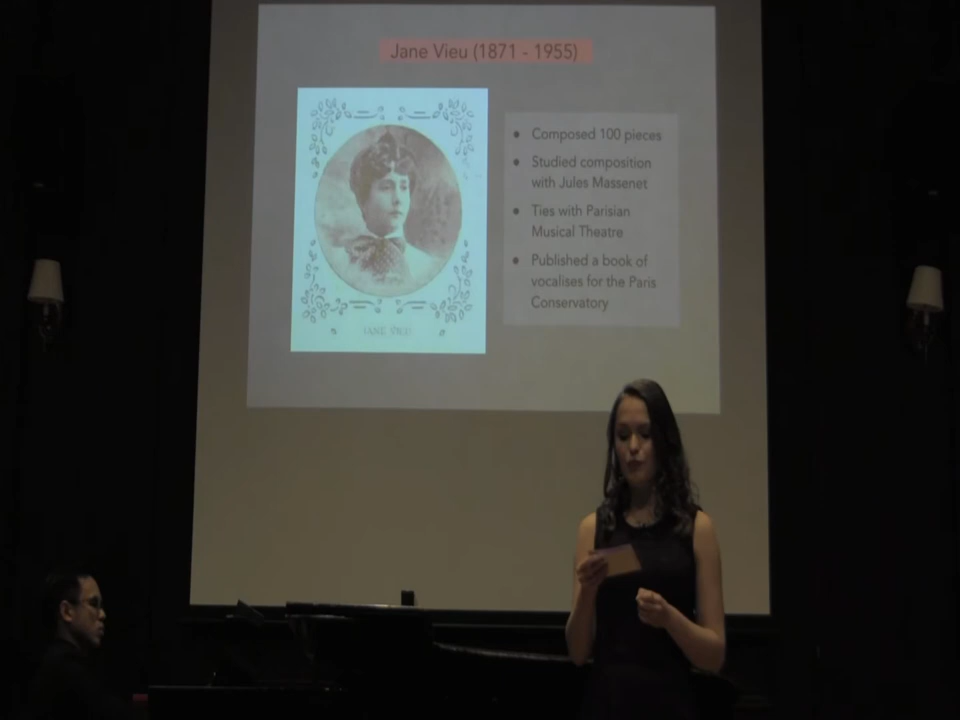 Jane Vieu (1871 - 1955)
• Composed 100 pieces
• Studied composition
with Jules Massenet
• Ties with Parisian
Musical Theatre
• Published a book of
vocalises for the Paris
Conservatory
JANE VIEU